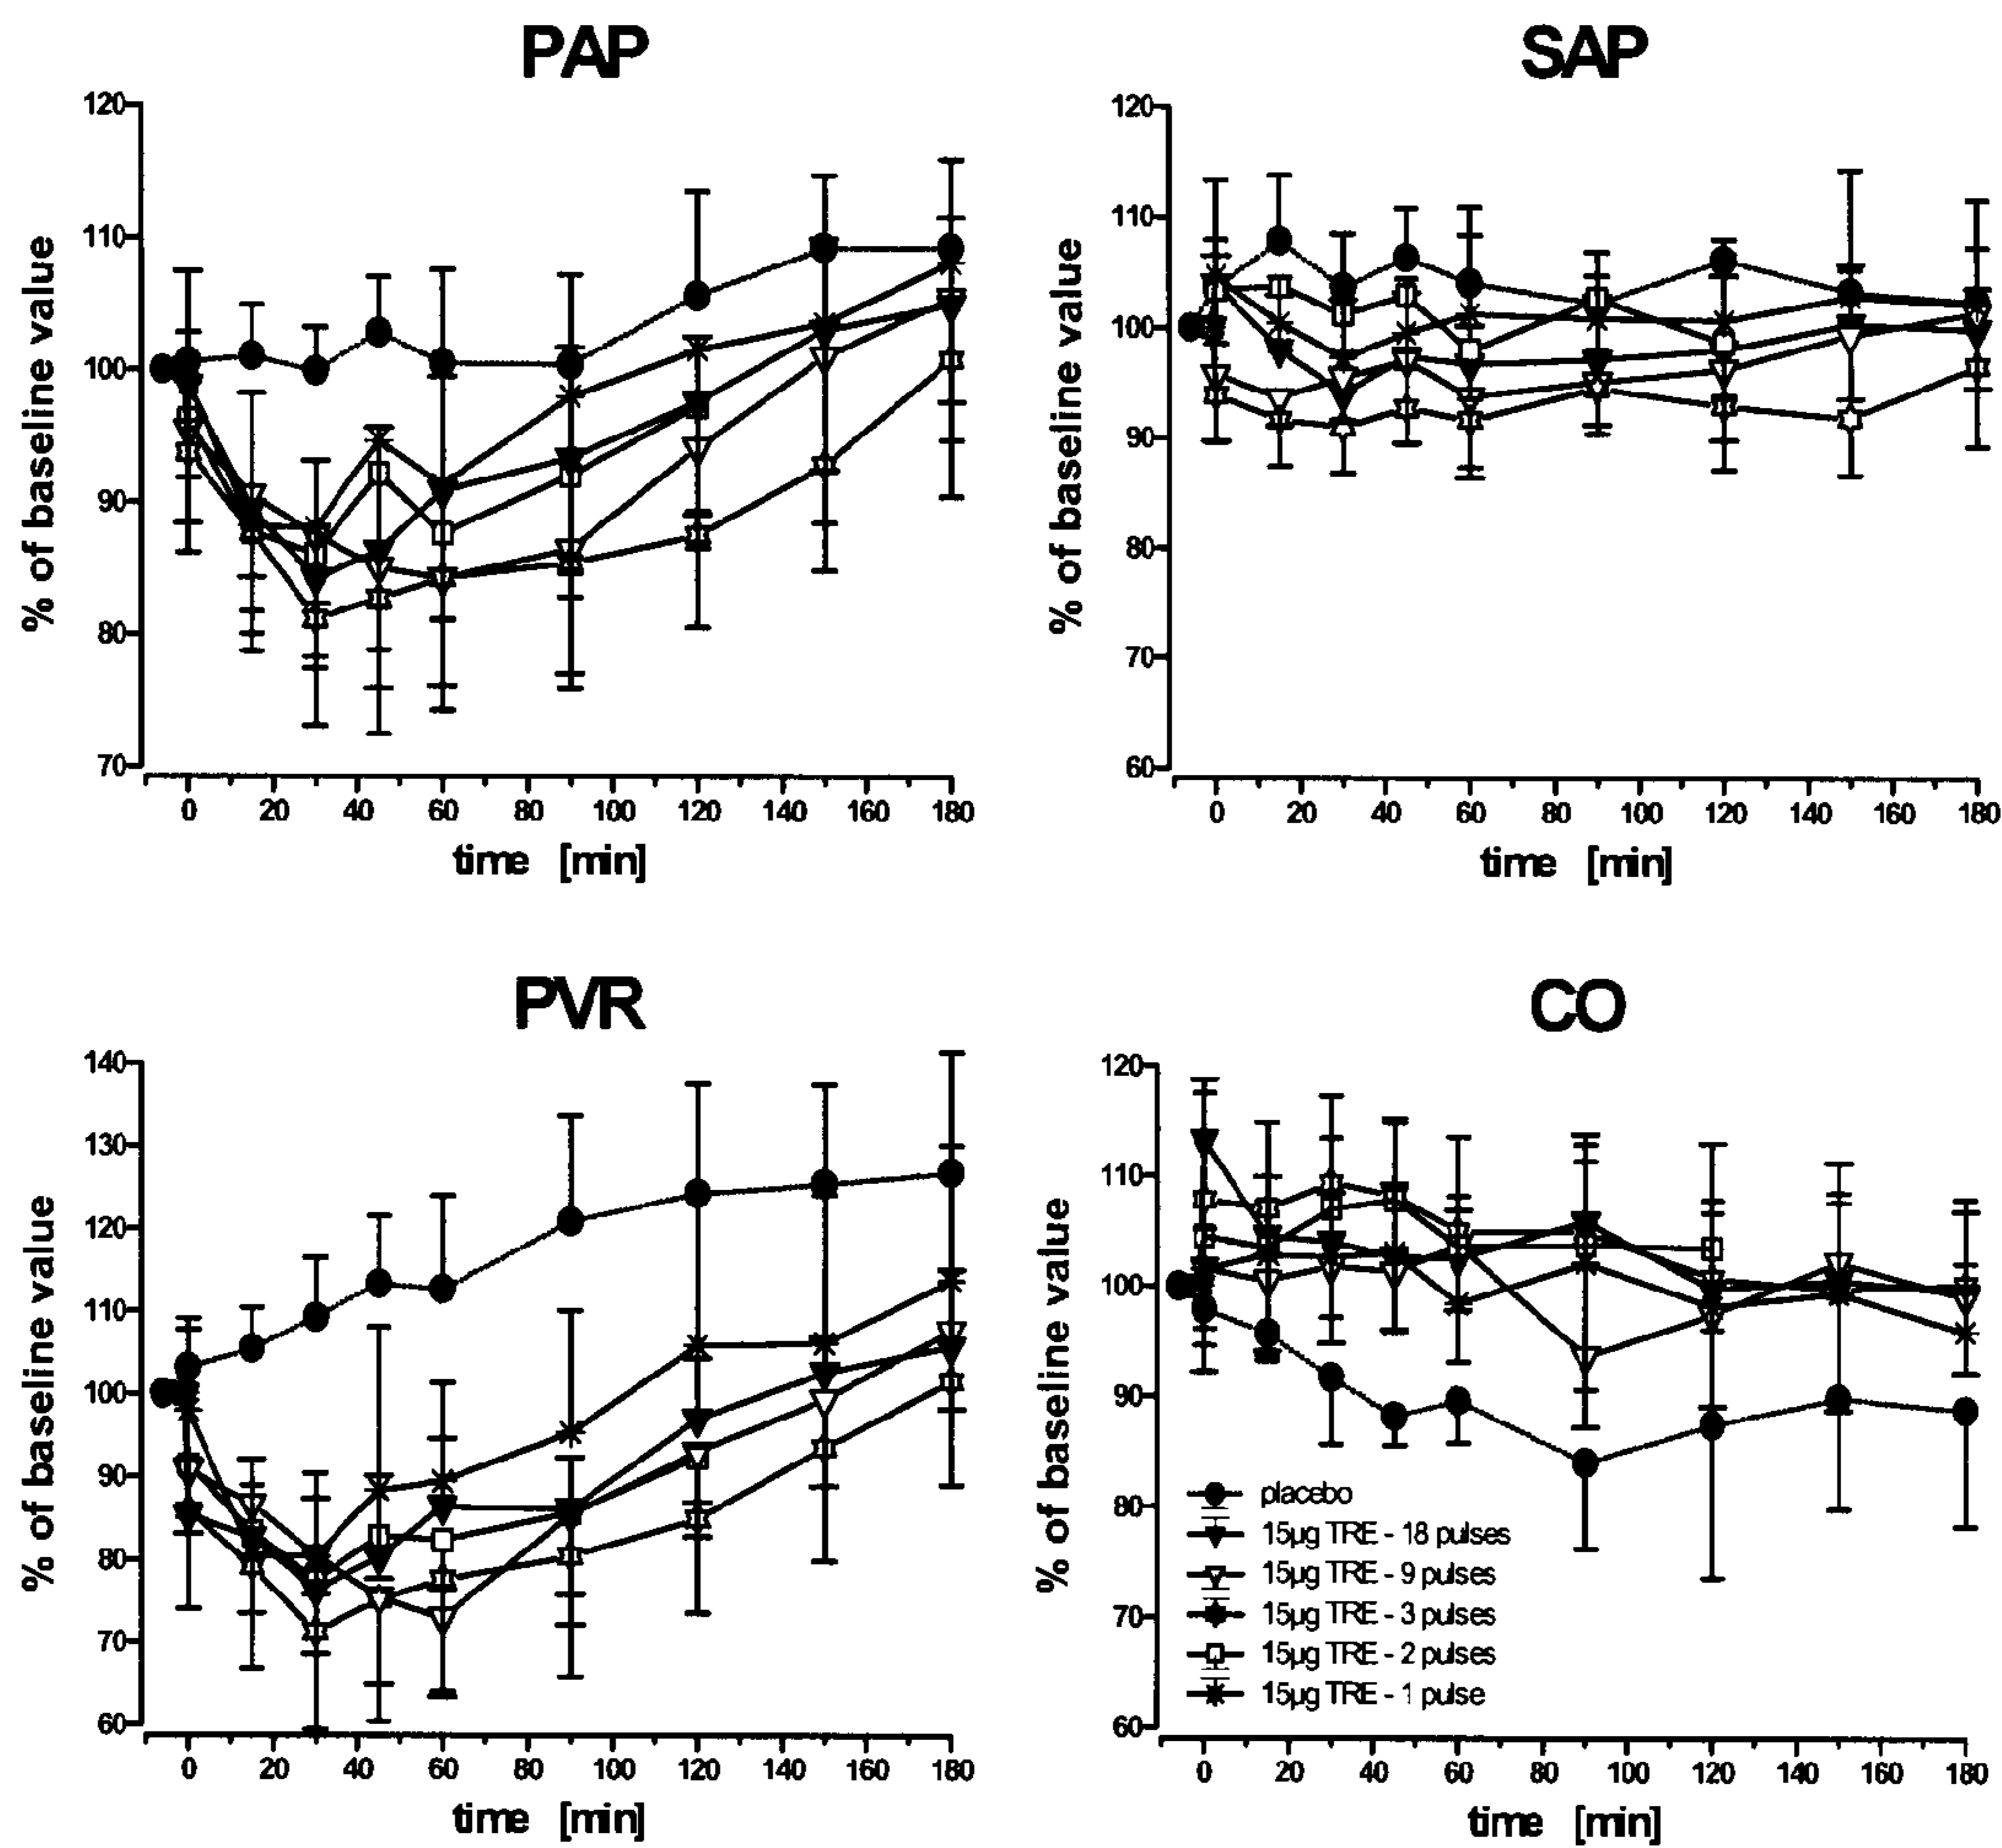 PAP
120
110
100
90
80
70
% of baseline value
0 20 40 60 80 100 120 140 160 180
time [min]
SAP
120
110
100
90
80
70
60
% of baseline value
0 20 40 60 80 100 120 140 160 180
time [min]
PVR
140
130
120
110
100
90
80
70
60
% of baseline value
0 20 40 60 80 100 120 140 160 180
time [min]
CO
120
110
100
90
80
70
60
% of baseline value
placebo
15µg TRE - 18 pulses
15µg TRE - 9 pulses
15µg TRE - 3 pulses
15µg TRE - 2 pulses
15µg TRE - 1 pulse
0 20 40 60 80 100 120 140 160 180
time [min]